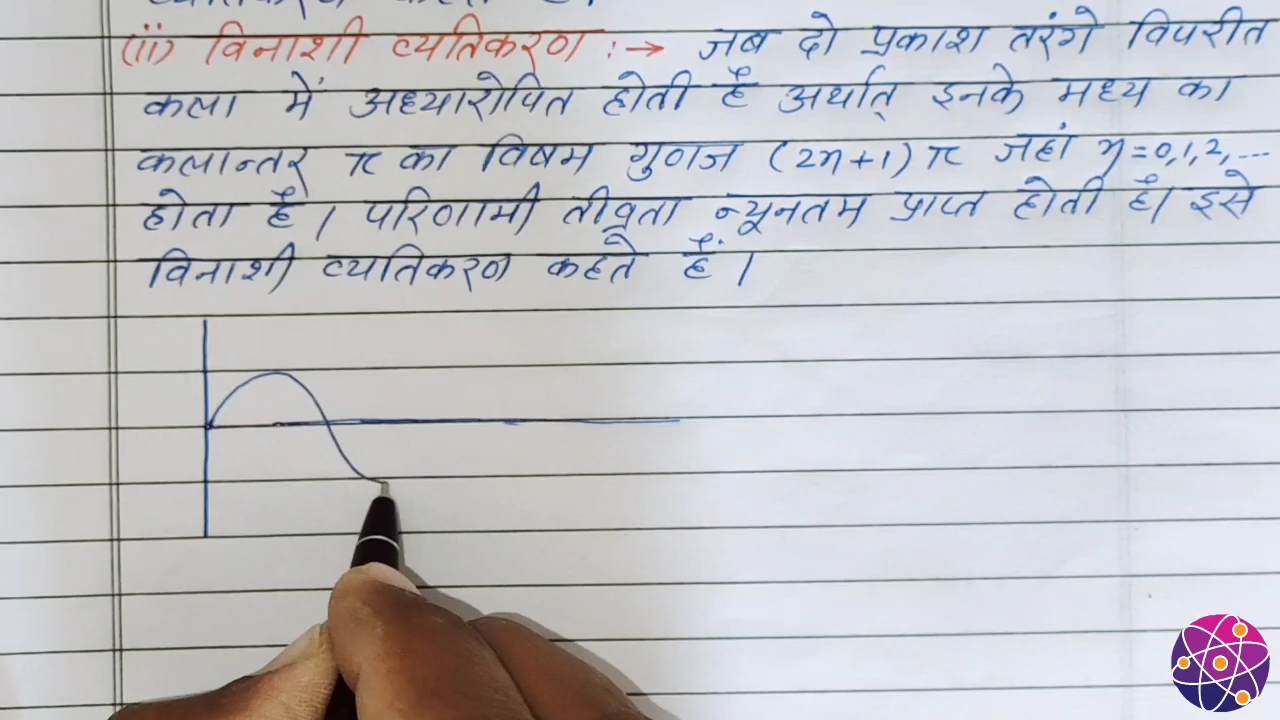 (ii) विनाशी व्यतिकरण :→ जब दो प्रकाश तरंगे विपरीत
कला में अध्यारोपित होती है अर्थात् इनके मध्य का
कलान्तर π का विषम गुणज (2n+1)π जहां n=0,1,2,---
होता है। परिणामी तीव्रता न्यूनतम प्राप्त होती है। इसे
विनाशी व्यतिकरण कहते हैं।